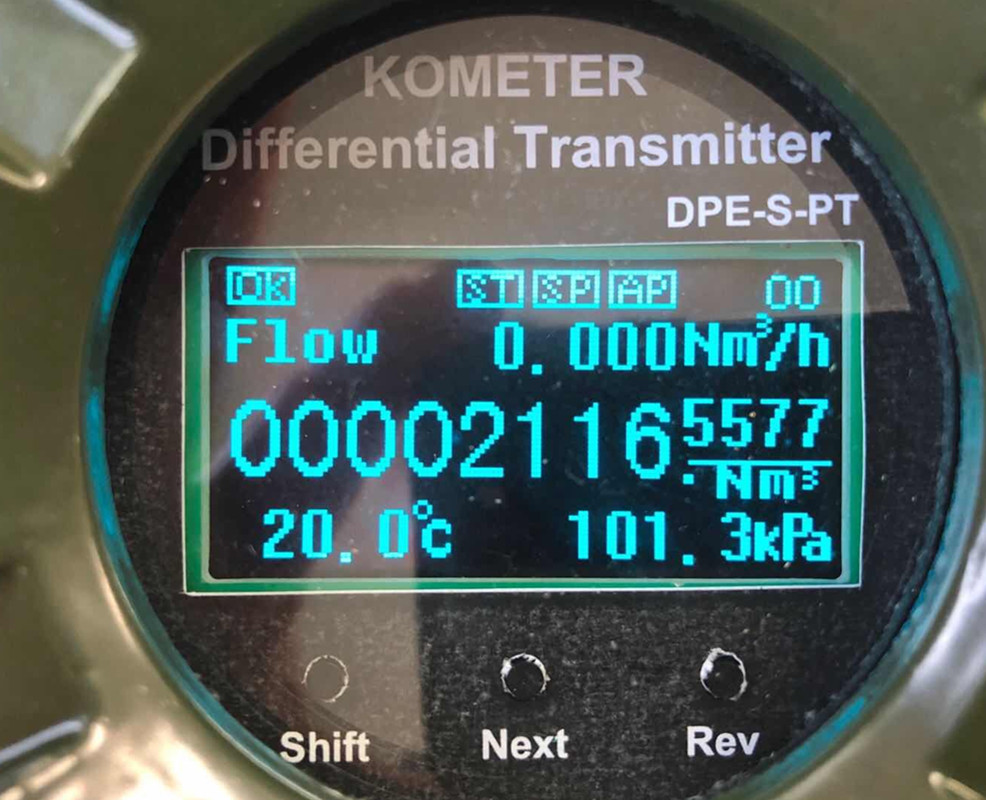 KOMETER
Differential Transmitter
DPE-S-PT
OK ST SP AP 00
Flow 0.000Nm³/h
00002116.5577 Nm³
20.0℃ 101.3kPa
Shift Next Rev